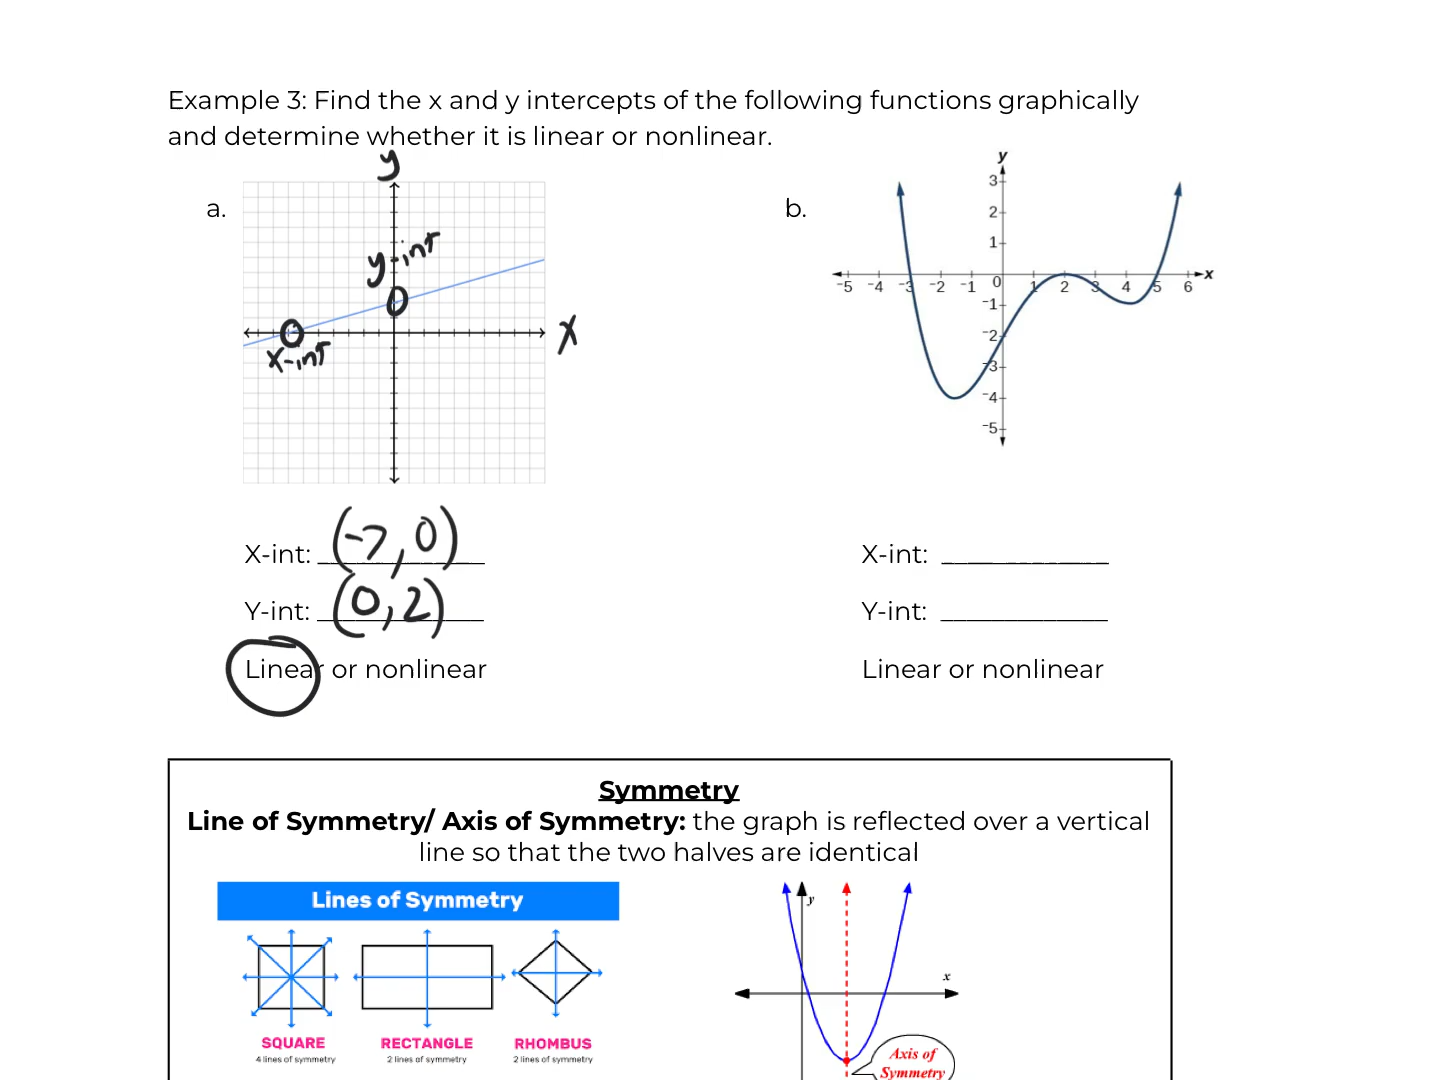 Example 3: Find the x and y intercepts of the following functions graphically
and determine whether it is linear or nonlinear.
a.
y
y-int
x
x-int
b.
y
3
2
1
-5 -4 -3 -2 -1 0 1 2 3 4 5 6 x
-1
-2
-3
-4
-5
X-int: (-7,0)
Y-int: (0,2)
Linear or nonlinear
X-int: ____________
Y-int: ____________
Linear or nonlinear
Symmetry
Line of Symmetry/ Axis of Symmetry: the graph is reflected over a vertical
line so that the two halves are identical
Lines of Symmetry
SQUARE
4 lines of symmetry
RECTANGLE
2 lines of symmetry
RHOMBUS
2 lines of symmetry
y
x
Axis of
Symmetry